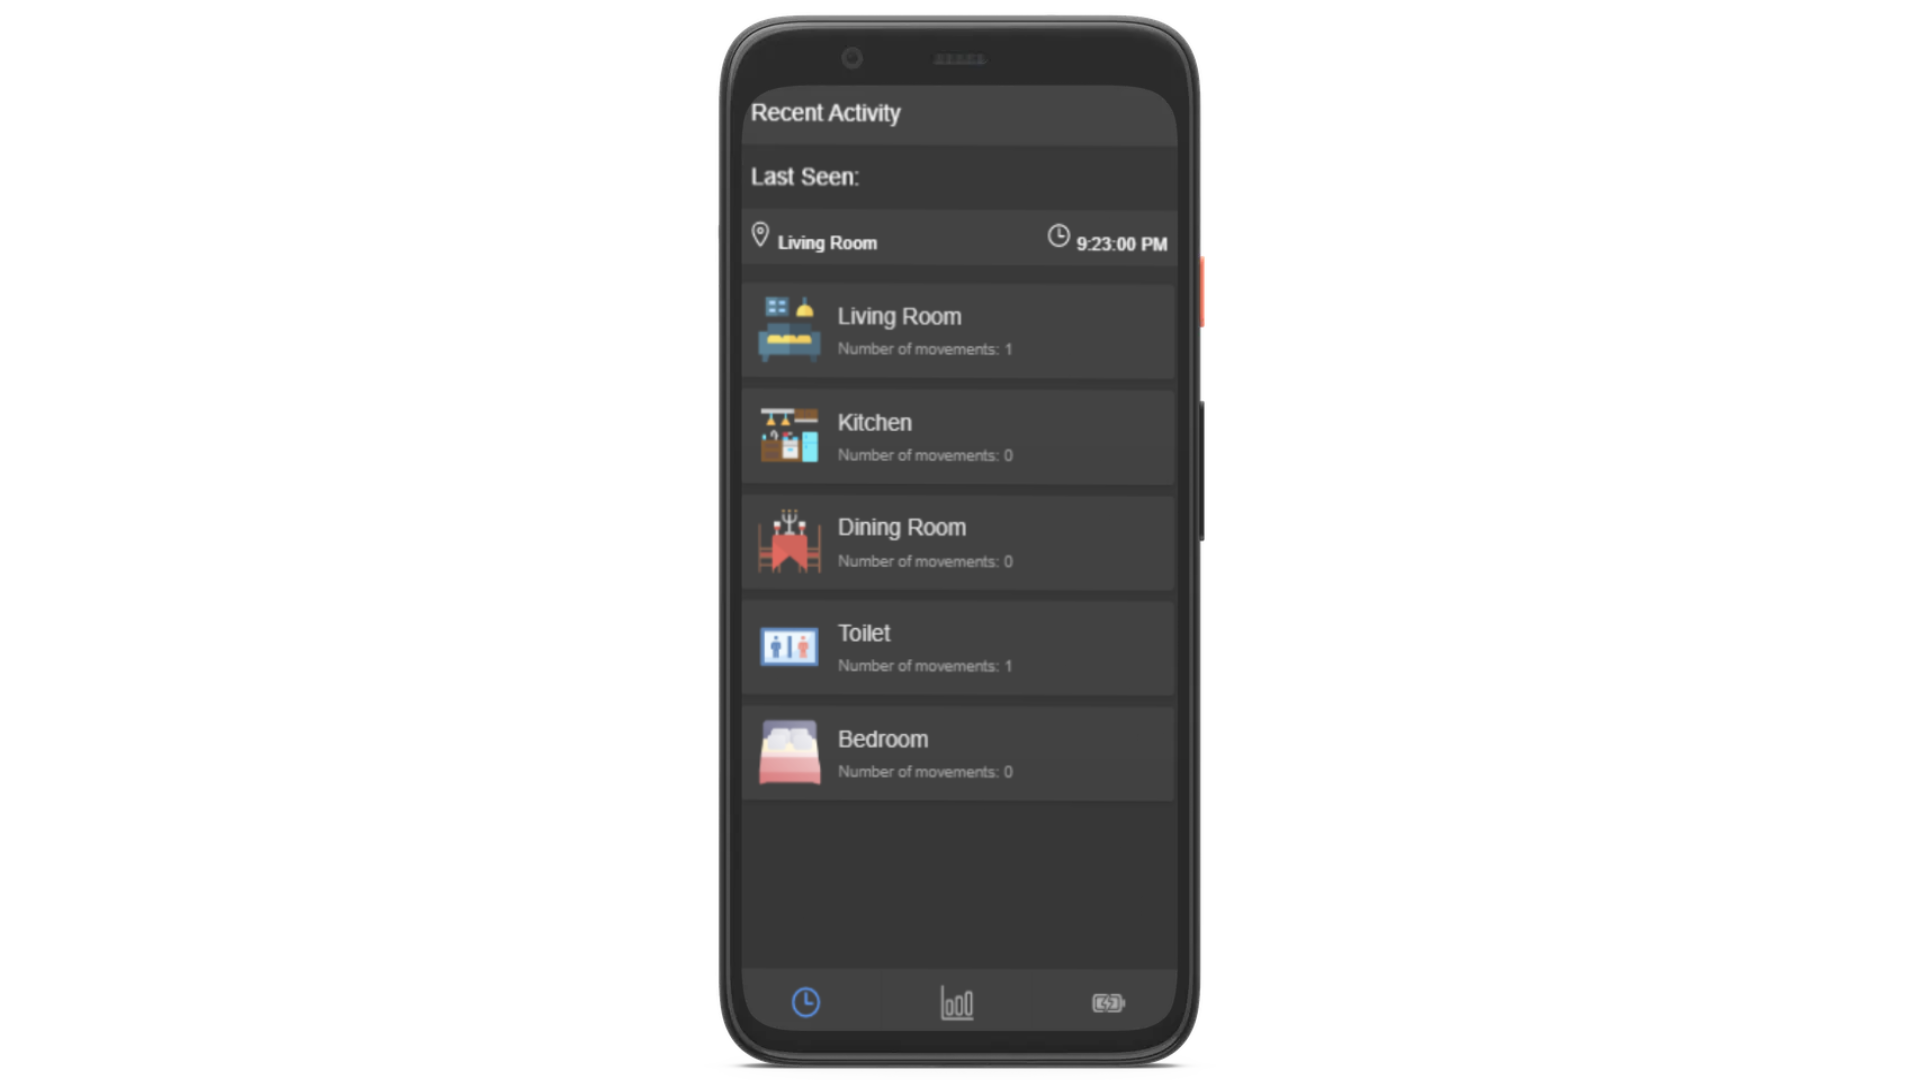 Recent Activity
Last Seen:
Living Room 9:23:00 PM
Living Room
Number of movements: 1
Kitchen
Number of movements: 0
Dining Room
Number of movements: 0
Toilet
Number of movements: 1
Bedroom
Number of movements: 0